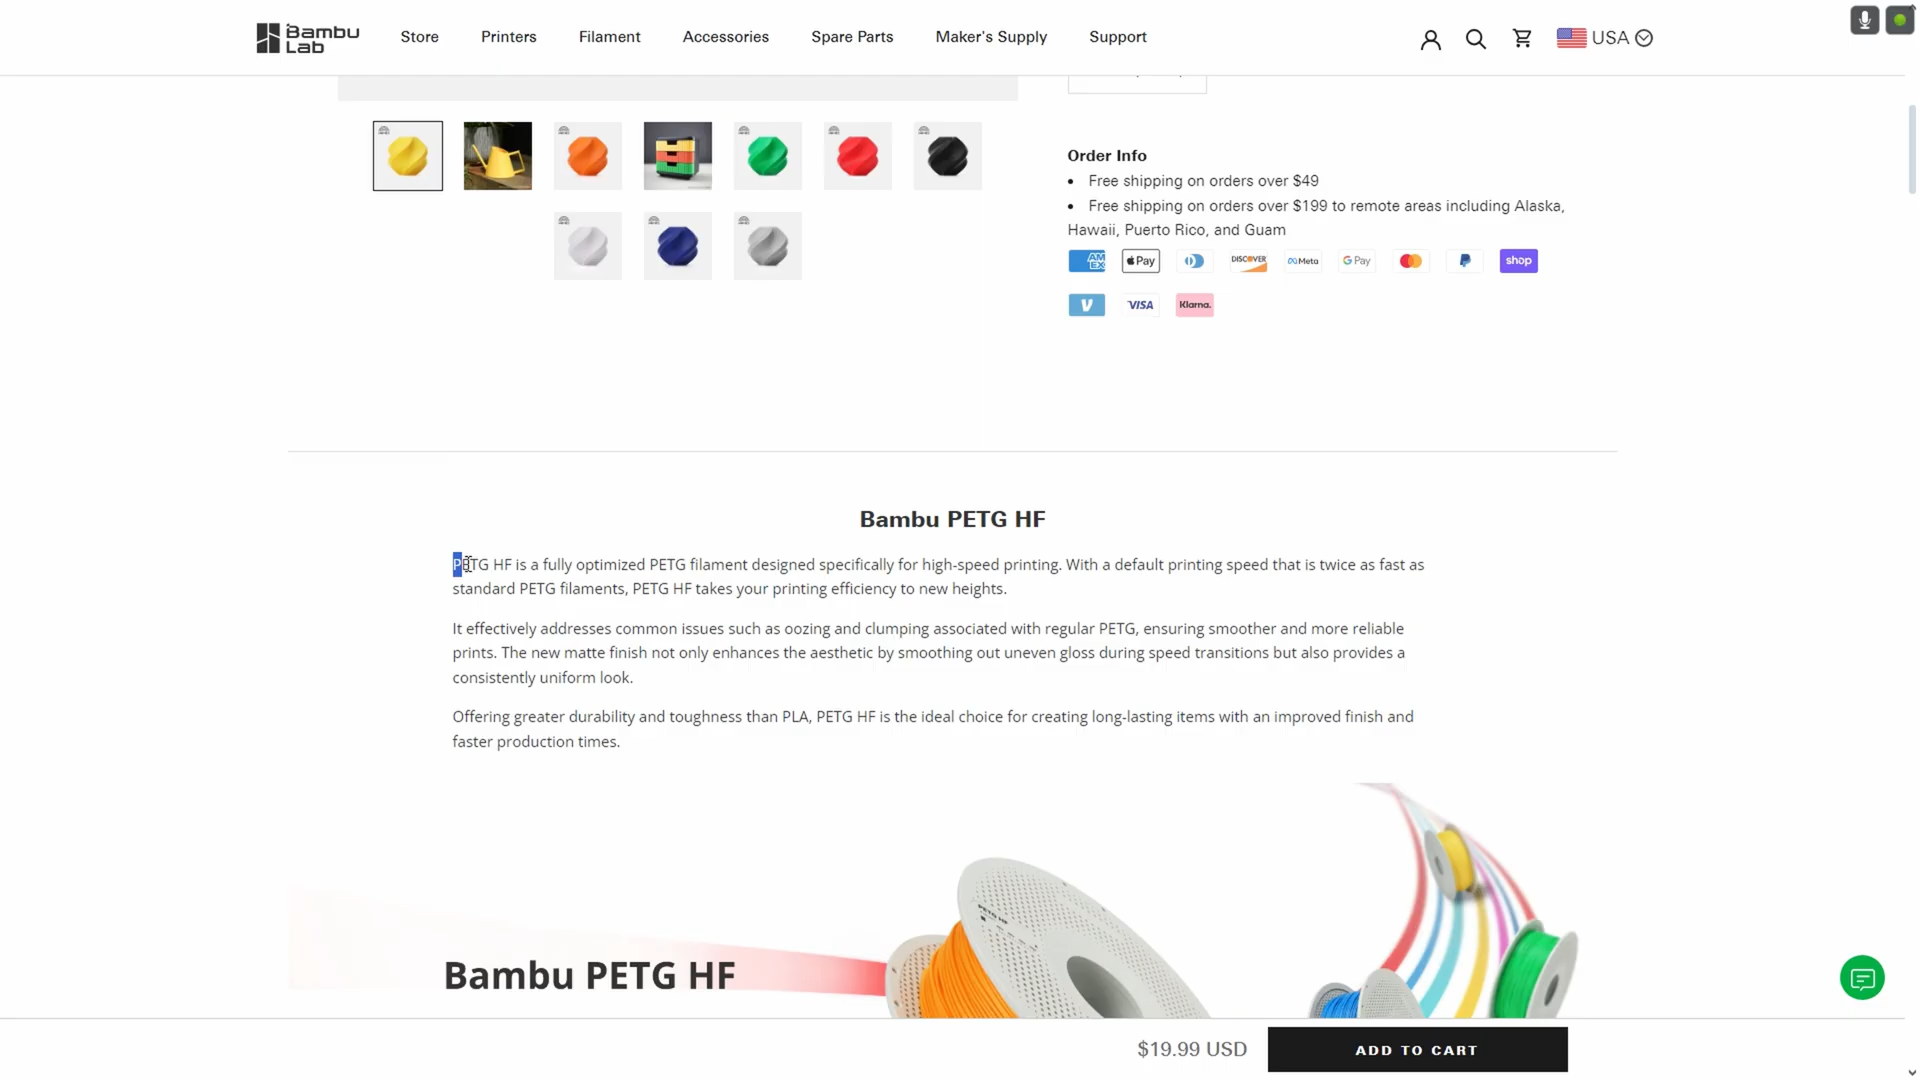 Bambu Lab
Store Printers Filament Accessories Spare Parts Maker's Supply Support
USA
Order Info
• Free shipping on orders over $49
• Free shipping on orders over $199 to remote areas including Alaska,
Hawaii, Puerto Rico, and Guam
AMEX Pay DISCOVER Meta G Pay shop
V VISA Klarna.
Bambu PETG HF
PETG HF is a fully optimized PETG filament designed specifically for high-speed printing. With a default printing speed that is twice as fast as
standard PETG filaments, PETG HF takes your printing efficiency to new heights.
It effectively addresses common issues such as oozing and clumping associated with regular PETG, ensuring smoother and more reliable
prints. The new matte finish not only enhances the aesthetic by smoothing out uneven gloss during speed transitions but also provides a
consistently uniform look.
Offering greater durability and toughness than PLA, PETG HF is the ideal choice for creating long-lasting items with an improved finish and
faster production times.
PETG HF
Bambu PETG HF
$19.99 USD ADD TO CART